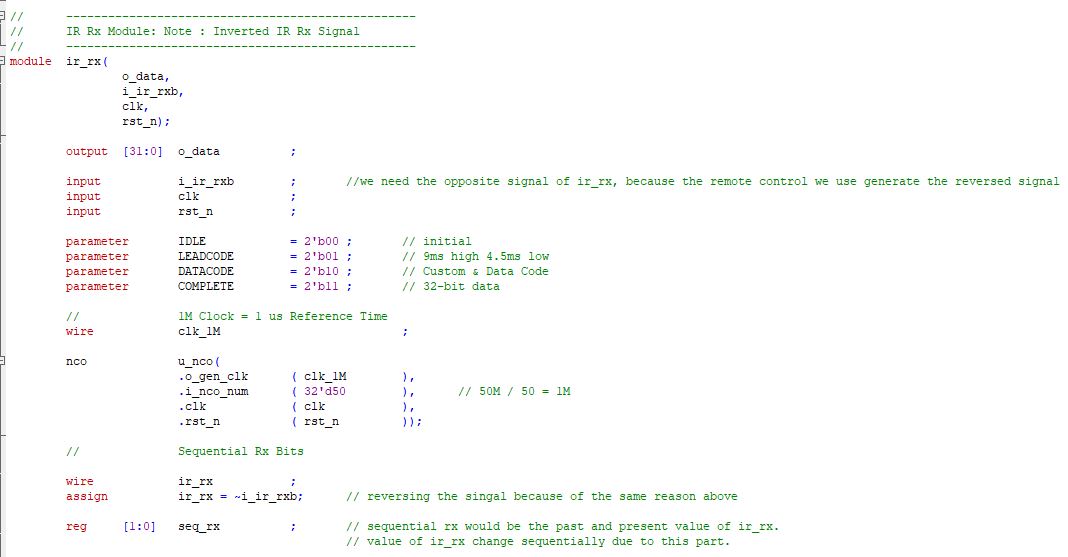 // --------------------------------------------------
// IR Rx Module: Note : Inverted IR Rx Signal
// --------------------------------------------------
module ir_rx(
o_data,
i_ir_rxb,
clk,
rst_n);
output [31:0] o_data ;
input i_ir_rxb ; //we need the opposite signal of ir_rx, because the remote control we use generate the reversed signal
input clk ;
input rst_n ;
parameter IDLE = 2'b00 ; // initial
parameter LEADCODE = 2'b01 ; // 9ms high 4.5ms low
parameter DATACODE = 2'b10 ; // Custom & Data Code
parameter COMPLETE = 2'b11 ; // 32-bit data
// 1M Clock = 1 us Reference Time
wire clk_1M ;
nco u_nco(
.o_gen_clk ( clk_1M ),
.i_nco_num ( 32'd50 ), // 50M / 50 = 1M
.clk ( clk ),
.rst_n ( rst_n ));
// Sequential Rx Bits
wire ir_rx ;
assign ir_rx = ~i_ir_rxb; // reversing the singal because of the same reason above
reg [1:0] seq_rx ; // sequential rx would be the past and present value of ir_rx.
// value of ir_rx change sequentially due to this part.